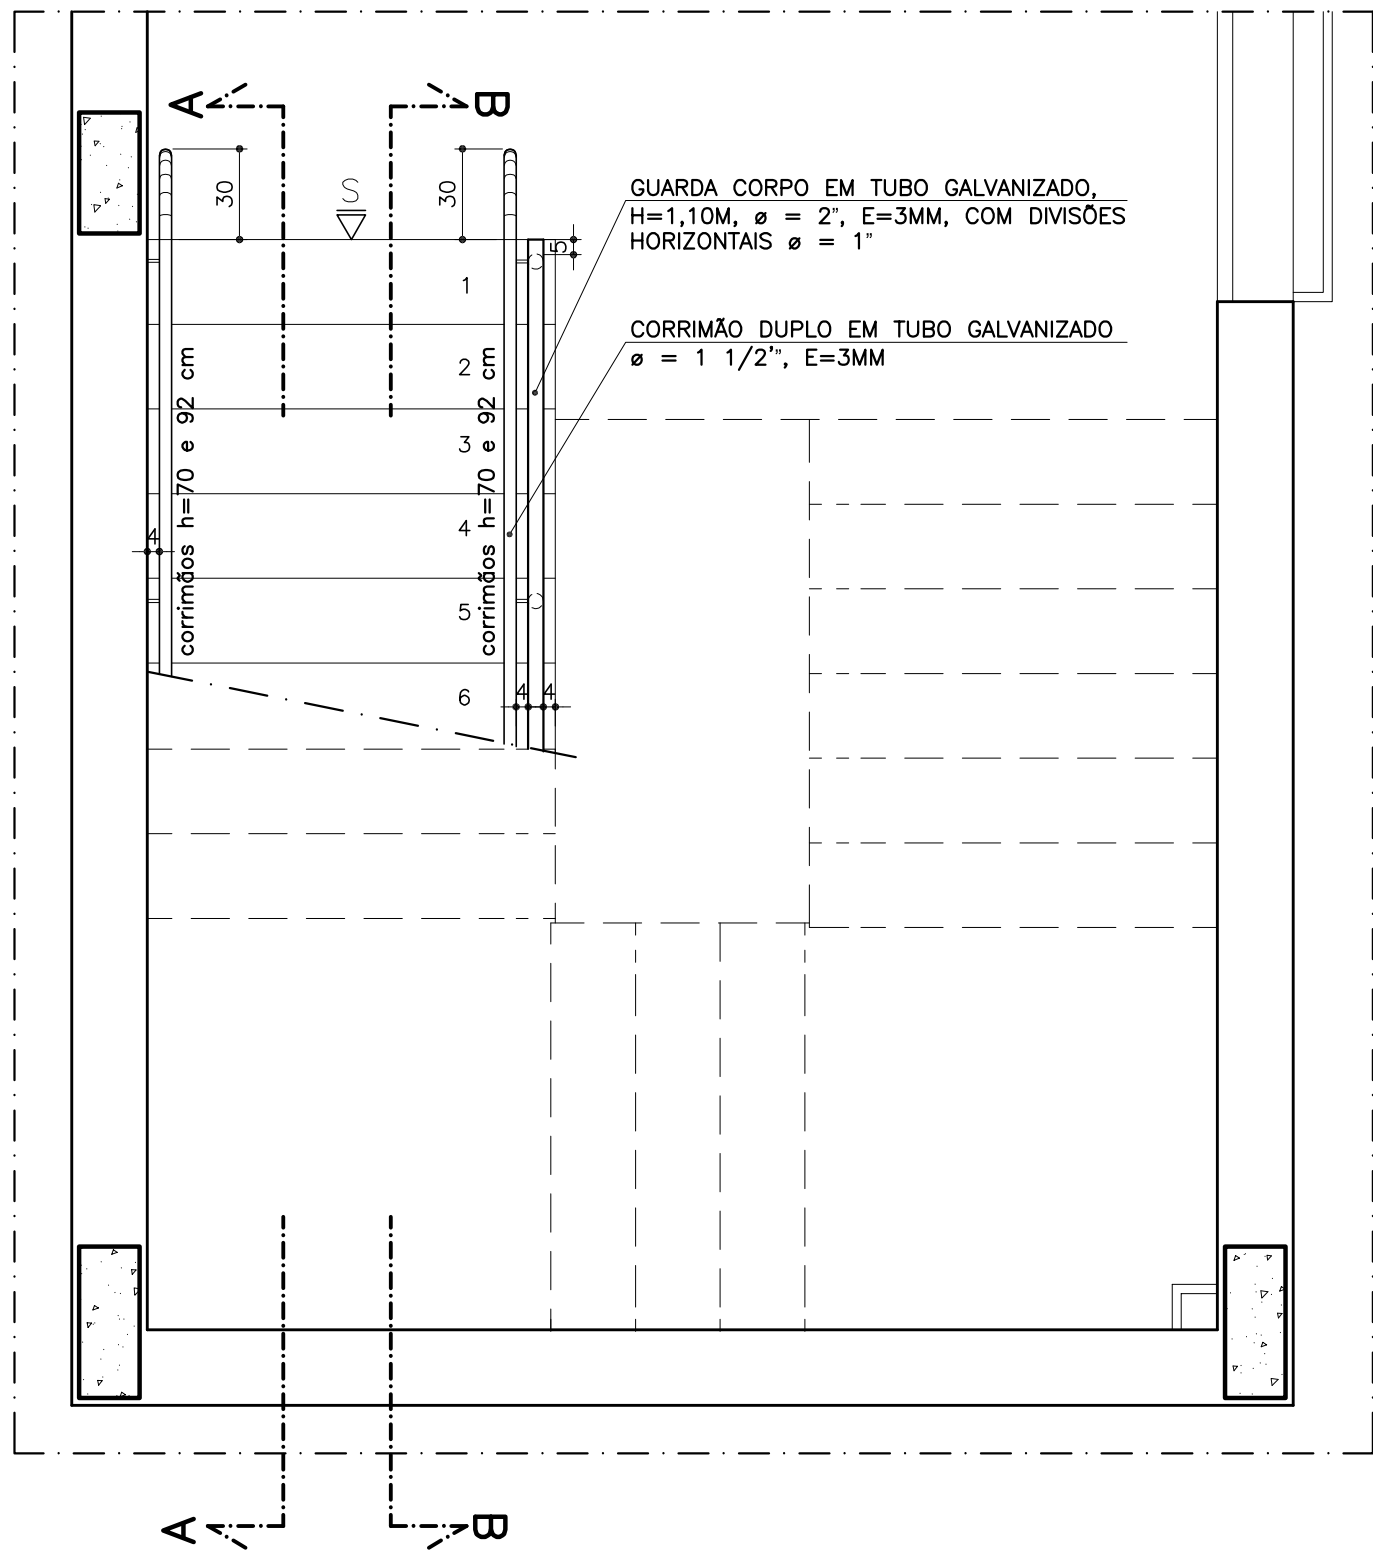 A
B
30
S
30
GUARDA CORPO EM TUBO GALVANIZADO,
H=1,10M, ø = 2", E=3MM, COM DIVISÕES
HORIZONTAIS ø = 1"
5
1
CORRIMÃO DUPLO EM TUBO GALVANIZADO
ø = 1 1/2'", E=3MM
2
3
4
5
6
corrimãos h=70 e 92 cm
corrimãos h=70 e 92 cm
4
4
4
A
B